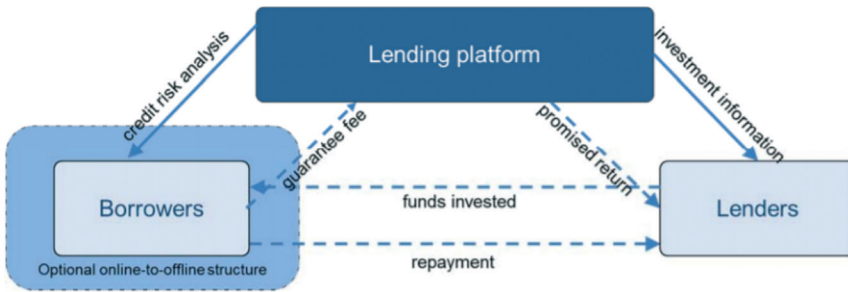 Lending platform
credit risk analysis
investment information
guarantee fee
promised return
Borrowers
funds invested
Lenders
repayment
Optional online-to-offline structure